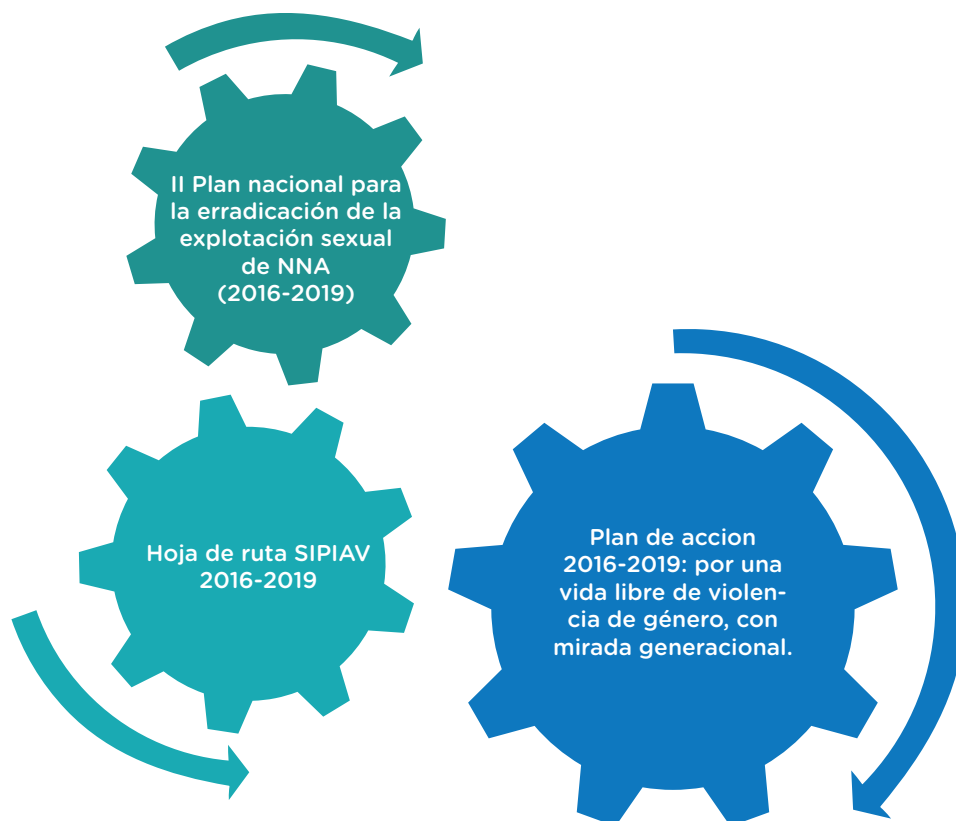 II Plan nacional para
la erradicación de la
explotación sexual
de NNA
(2016-2019)
Hoja de ruta SIPIAV
2016-2019
Plan de accion
2016-2019: por una
vida libre de violen-
cia de género, con
mirada generacional.